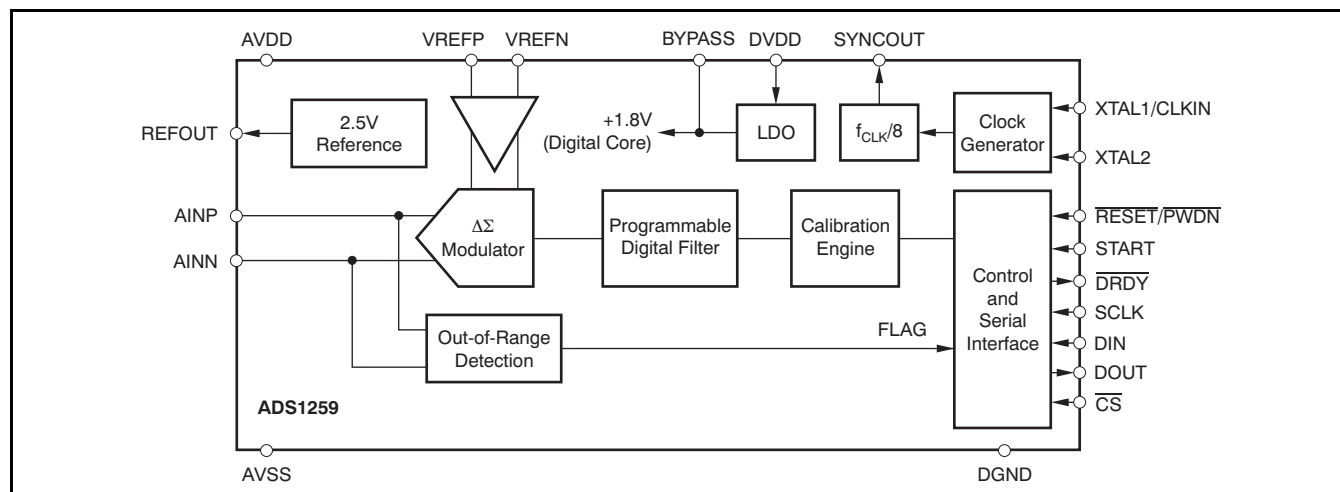 AVDD
VREFP
VREFN
BYPASS
DVDD
SYNCOUT
REFOUT
2.5V
Reference
+1.8V
(Digital Core)
LDO
fCLK/8
Clock
Generator
XTAL1/CLKIN
XTAL2
AINP
AINN
ΔΣ
Modulator
Programmable
Digital Filter
Calibration
Engine
Control
and
Serial
Interface
RESET/PWDN
START
DRDY
SCLK
DIN
DOUT
CS
Out-of-Range
Detection
FLAG
ADS1259
AVSS
DGND